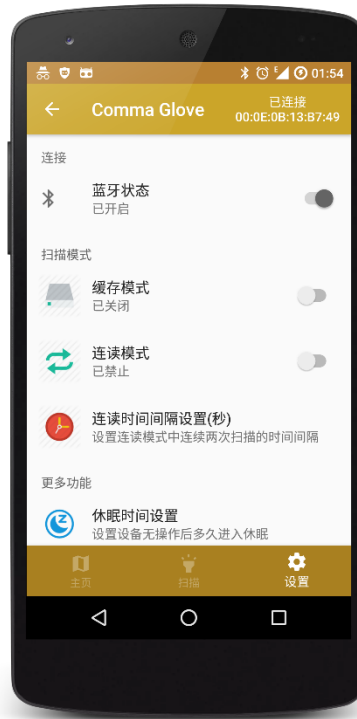 E 01:54
Comma Glove
已连接
00:0E:0B:13:B7:49
连接
蓝牙状态
已开启
扫描模式
缓存模式
已关闭
连读模式
已禁止
连读时间间隔设置(秒)
设置连读模式中连续两次扫描的时间间隔
更多功能
休眠时间设置
设置设备无操作后多久进入休眠
主页
扫描
设置